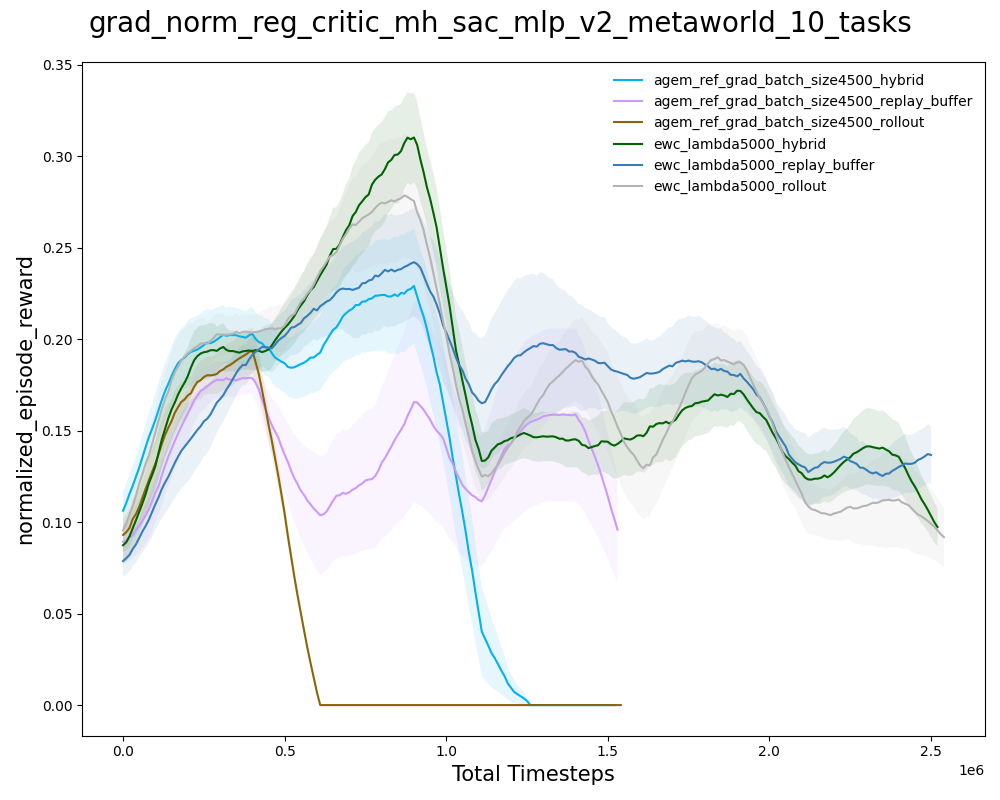 grad_norm_reg_critic_mh_sac_mlp_v2_metaworld_10_tasks
agem_ref_grad_batch_size4500_hybrid
agem_ref_grad_batch_size4500_replay_buffer
agem_ref_grad_batch_size4500_rollout
ewc_lambda5000_hybrid
ewc_lambda5000_replay_buffer
ewc_lambda5000_rollout
normalized_episode_reward
0.35
0.30
0.25
0.20
0.15
0.10
0.05
0.00
0.0
0.5
1.0
1.5
2.0
2.5
1e6
Total Timesteps